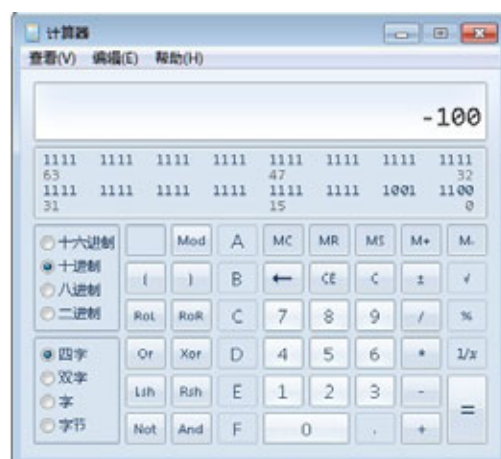 计算器
查看(V) 编辑(E) 帮助(H)
-100
1111 1111 1111 1111 1111 1111 1111 1111
63 47 32
1111 1111 1111 1111 1111 1111 1001 1100
31 15 0
十六进制 Mod A MC MR MS M+ M-
十进制 ( ) B ← CE C ± √
八进制
二进制 RoL RoR C 7 8 9 / %
四字 Or Xor D 4 5 6 * 1/x
双字
字 Lsh Rsh E 1 2 3 - =
字节 Not And F 0 . +